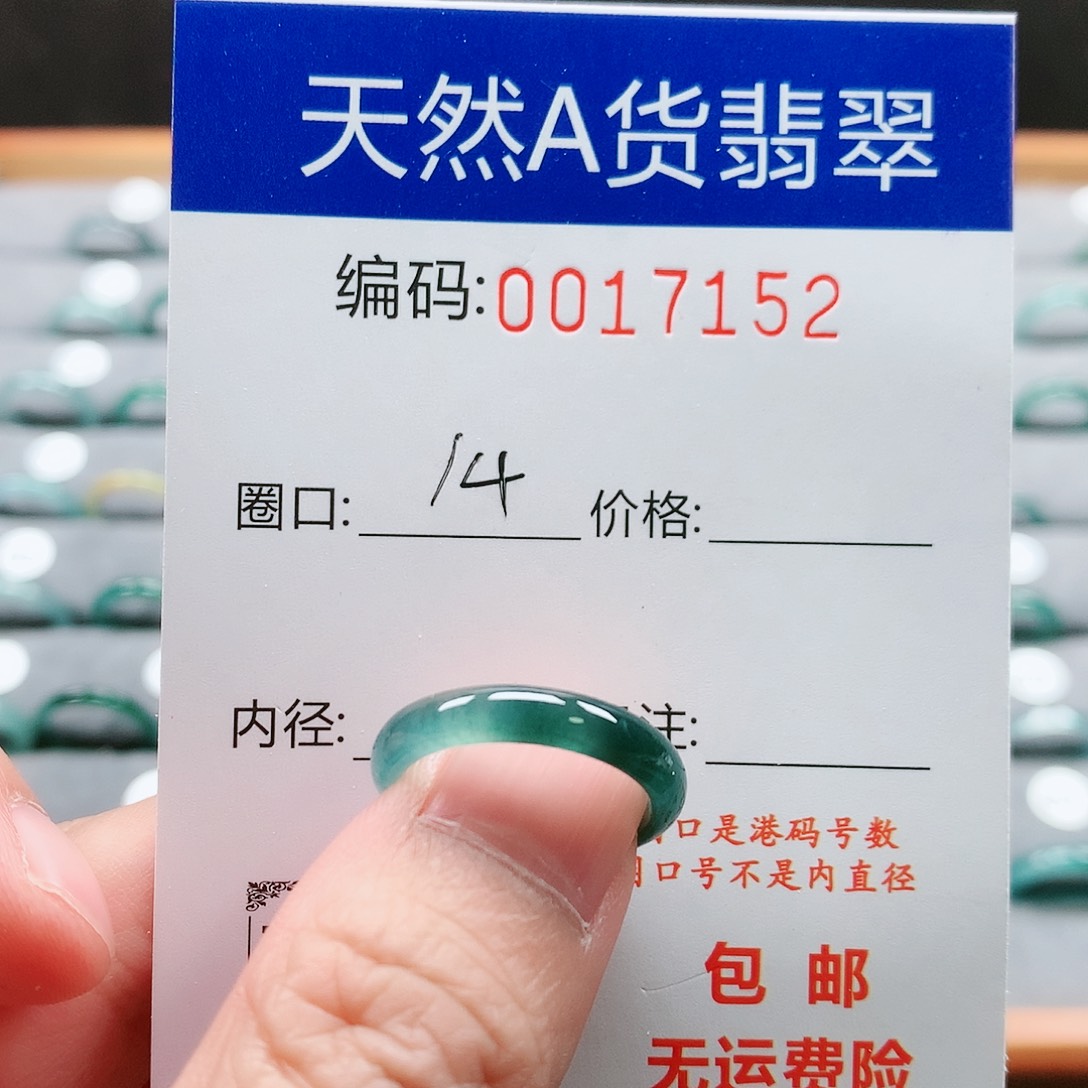 天然A货翡翠
编码:0017152
圈口: 14 价格:
内径: 注:
口是港码号数
口号不是内直径
包 邮
无运费险